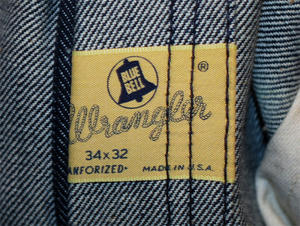 BLUE
BELL
®
Wrangler
34x32
ANFORIZED•
MADE IN U.S.A.